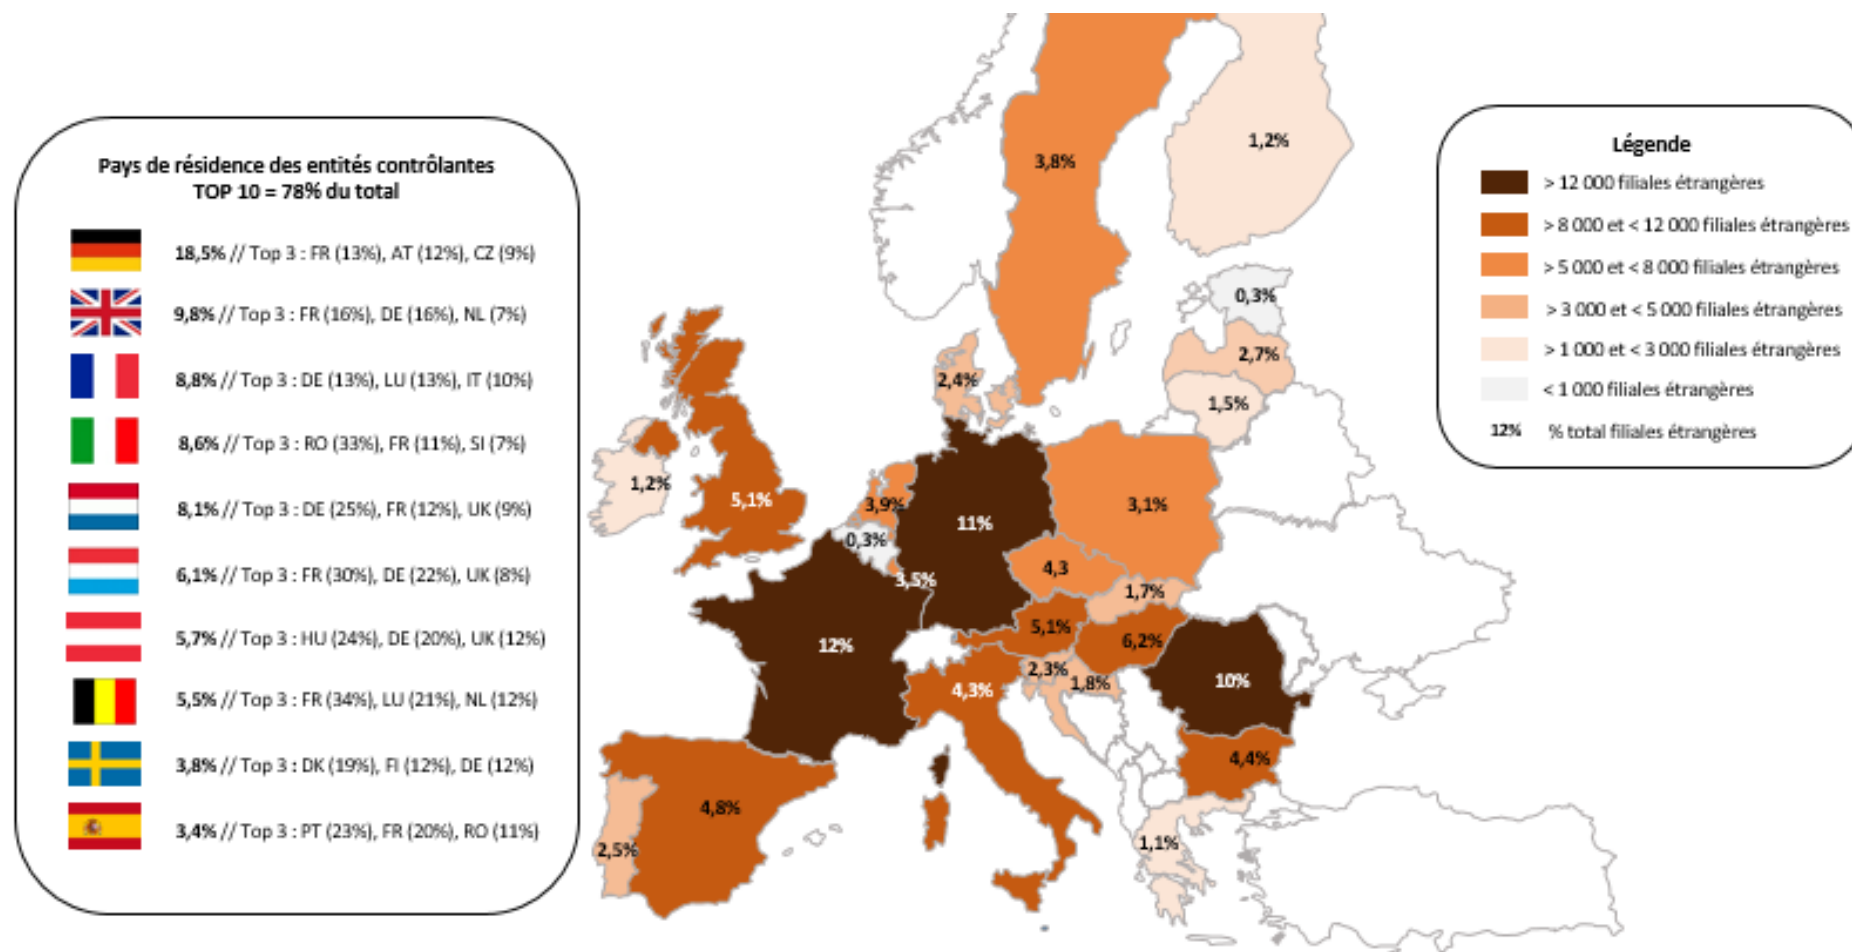 Pays de résidence des entités contrôlantes
TOP 10 = 78% du total
18,5% // Top 3 : FR (13%), AT (12%), CZ (9%)
9,8% // Top 3 : FR (16%), DE (16%), NL (7%)
8,8% // Top 3 : DE (13%), LU (13%), IT (10%)
8,6% // Top 3 : RO (33%), FR (11%), SI (7%)
8,1% // Top 3 : DE (25%), FR (12%), UK (9%)
6,1% // Top 3 : FR (30%), DE (22%), UK (8%)
5,7% // Top 3 : HU (24%), DE (20%), UK (12%)
5,5% // Top 3 : FR (34%), LU (21%), NL (12%)
3,8% // Top 3 : DK (19%), FI (12%), DE (12%)
3,4% // Top 3 : PT (23%), FR (20%), RO (11%)
1,2%
3,8%
0,3%
2,7%
2,4%
1,5%
1,2%
5,1%
3,9%
11%
3,1%
0,3%
3,5%
4,3
1,7%
5,1%
6,2%
12%
2,3%
1,8%
4,3%
10%
4,4%
4,8%
2,5%
1,1%
Légende
> 12 000 filiales étrangères
> 8 000 et < 12 000 filiales étrangères
> 5 000 et < 8 000 filiales étrangères
> 3 000 et < 5 000 filiales étrangères
> 1 000 et < 3 000 filiales étrangères
< 1 000 filiales étrangères
12% % total filiales étrangères